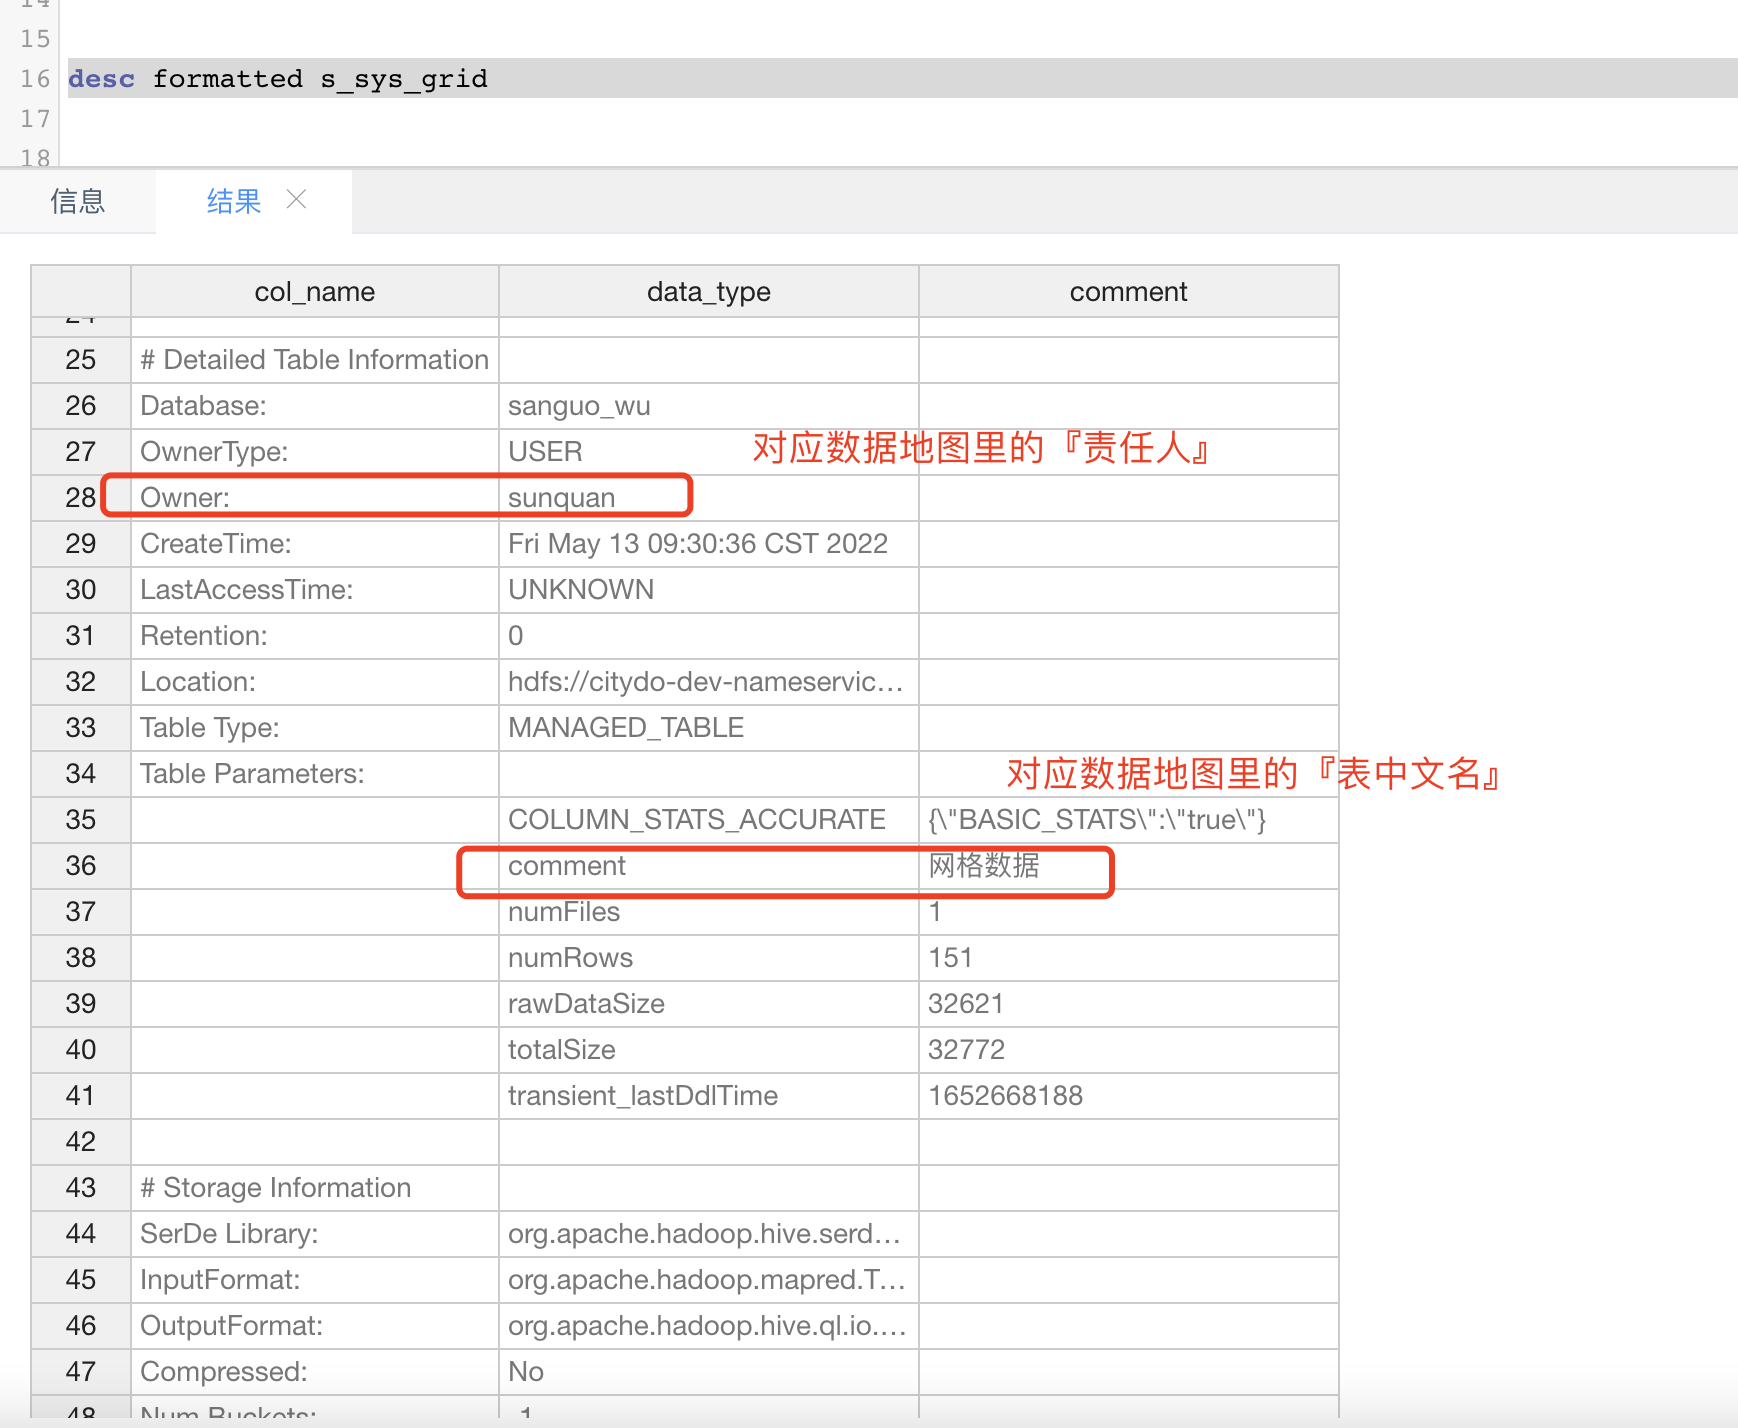 14
15
16 desc formatted s_sys_grid
17
18
信息 结果
col_name data_type comment
24
25 # Detailed Table Information
26 Database: sanguo_wu
对应数据地图里的『责任人』
27 OwnerType: USER
28 Owner: sunquan
29 CreateTime: Fri May 13 09:30:36 CST 2022
30 LastAccessTime: UNKNOWN
31 Retention: 0
32 Location: hdfs://citydo-dev-nameservic...
33 Table Type: MANAGED_TABLE
34 Table Parameters:
对应数据地图里的『表中文名』
35 COLUMN_STATS_ACCURATE {\"BASIC_STATS\":\"true\"}
36 comment 网格数据
37 numFiles 1
38 numRows 151
39 rawDataSize 32621
40 totalSize 32772
41 transient_lastDdlTime 1652668188
42
43 # Storage Information
44 SerDe Library: org.apache.hadoop.hive.serd...
45 InputFormat: org.apache.hadoop.mapred.T...
46 OutputFormat: org.apache.hadoop.hive.ql.io....
47 Compressed: No
48 Num Buckets: -1